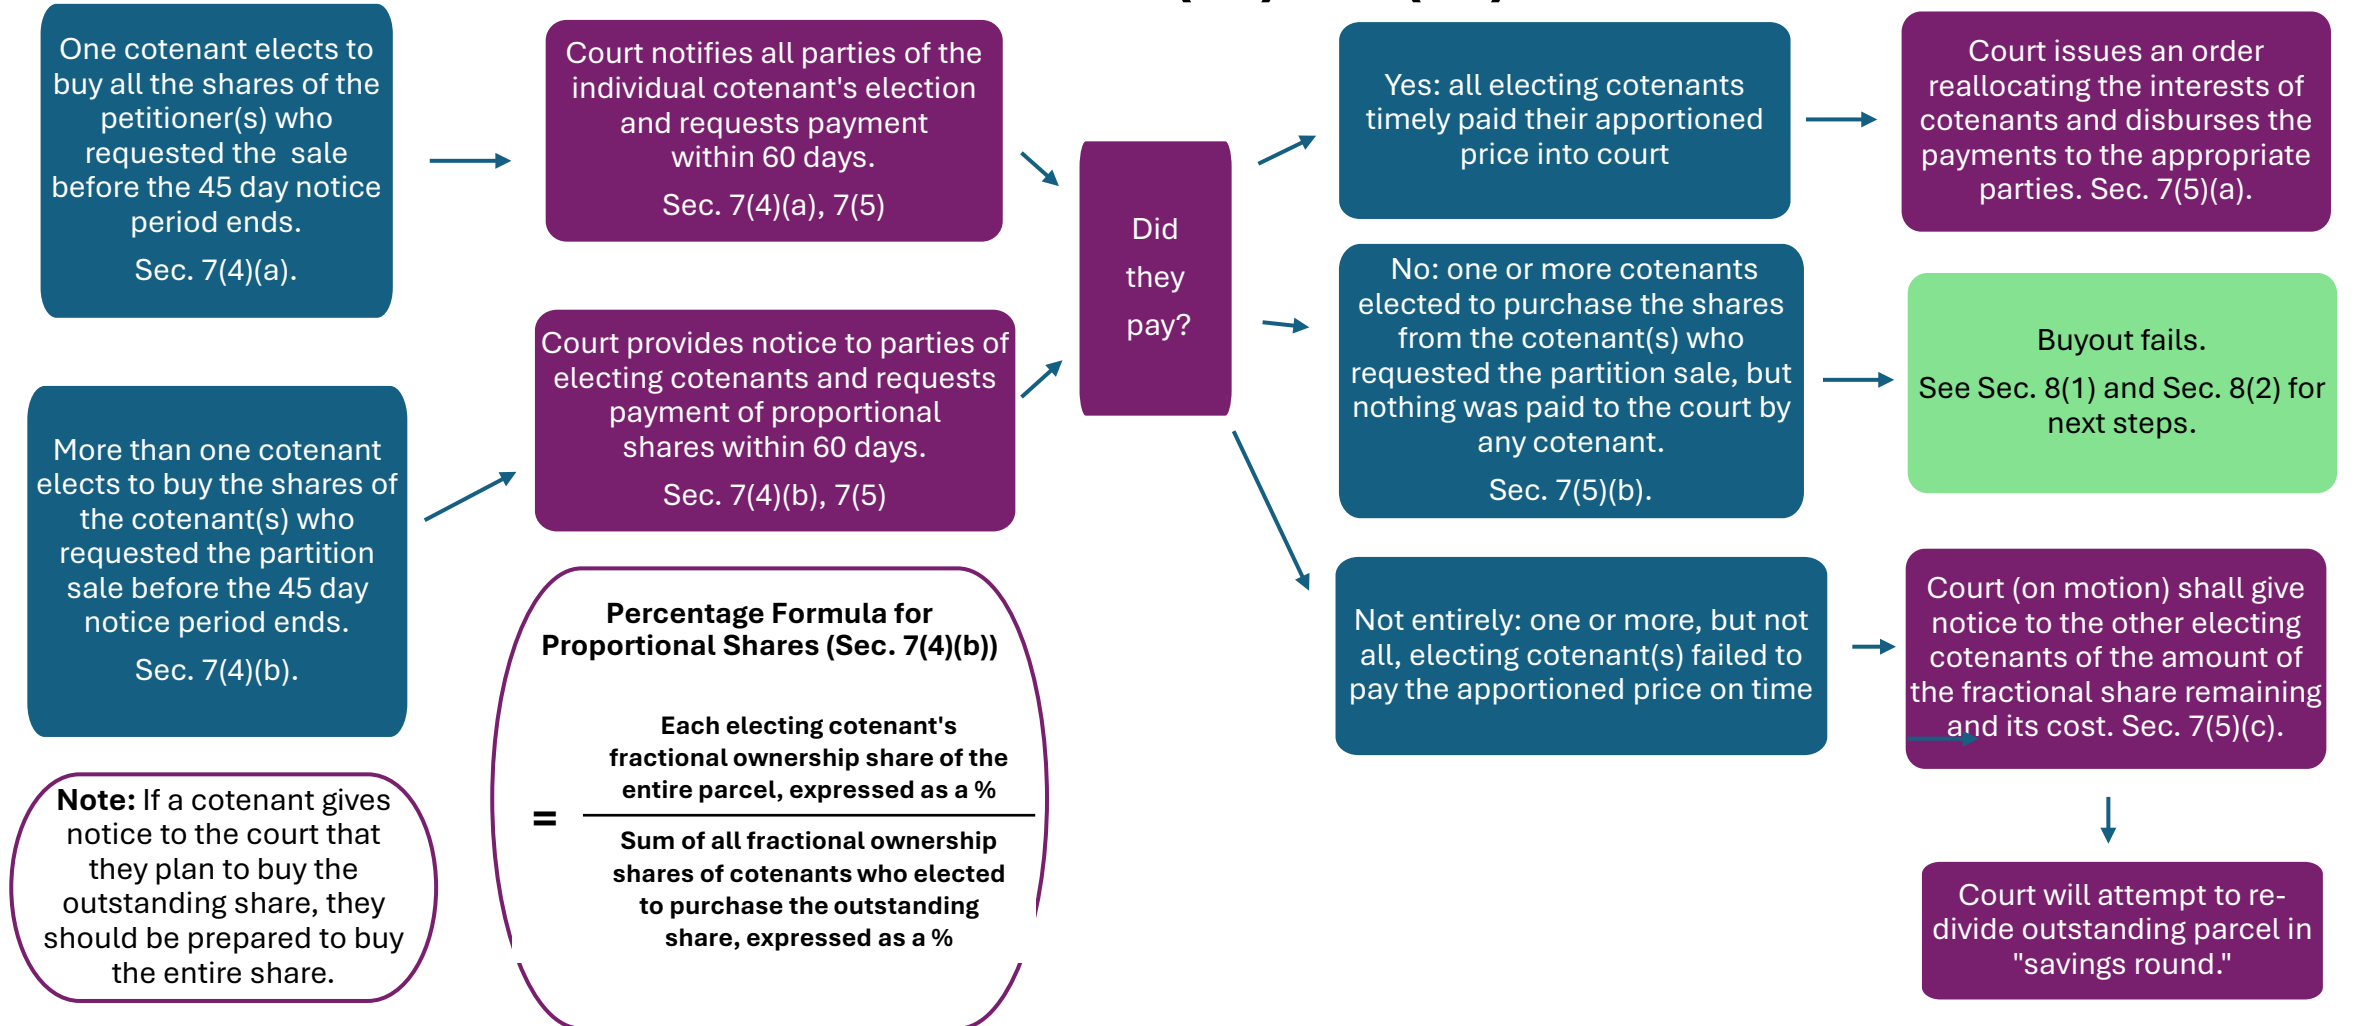 One cotenant elects to
buy all the shares of the
petitioner(s) who
requested the  sale
before the 45 day notice
period ends.
Sec. 7(4)(a).
Court notifies all parties of the
individual cotenant's election
and requests payment
within 60 days.
Sec. 7(4)(a), 7(5)
More than one cotenant
elects to buy the shares of
the cotenant(s) who
requested the partition
sale before the 45 day
notice period ends.
Sec. 7(4)(b).
Court provides notice to parties of
electing cotenants and requests
payment of proportional
shares within 60 days.
Sec. 7(4)(b), 7(5)
Note: If a cotenant gives
notice to the court that
they plan to buy the
outstanding share, they
should be prepared to buy
the entire share.
Percentage Formula for
Proportional Shares (Sec. 7(4)(b))
Each electing cotenant's
fractional ownership share of the
entire parcel, expressed as a %
=
Sum of all fractional ownership
shares of cotenants who elected
to purchase the outstanding
share, expressed as a %
Did
they
pay?
Yes: all electing cotenants
timely paid their apportioned
price into court
Court issues an order
reallocating the interests of
cotenants and disburses the
payments to the appropriate
parties. Sec. 7(5)(a).
No: one or more cotenants
elected to purchase the shares
from the cotenant(s) who
requested the partition sale, but
nothing was paid to the court by
any cotenant.
Sec. 7(5)(b).
Buyout fails.
See Sec. 8(1) and Sec. 8(2) for
next steps.
Not entirely: one or more, but not
all, electing cotenant(s) failed to
pay the apportioned price on time
Court (on motion) shall give
notice to the other electing
cotenants of the amount of
the fractional share remaining
and its cost. Sec. 7(5)(c).
Court will attempt to re-
divide outstanding parcel in
"savings round."